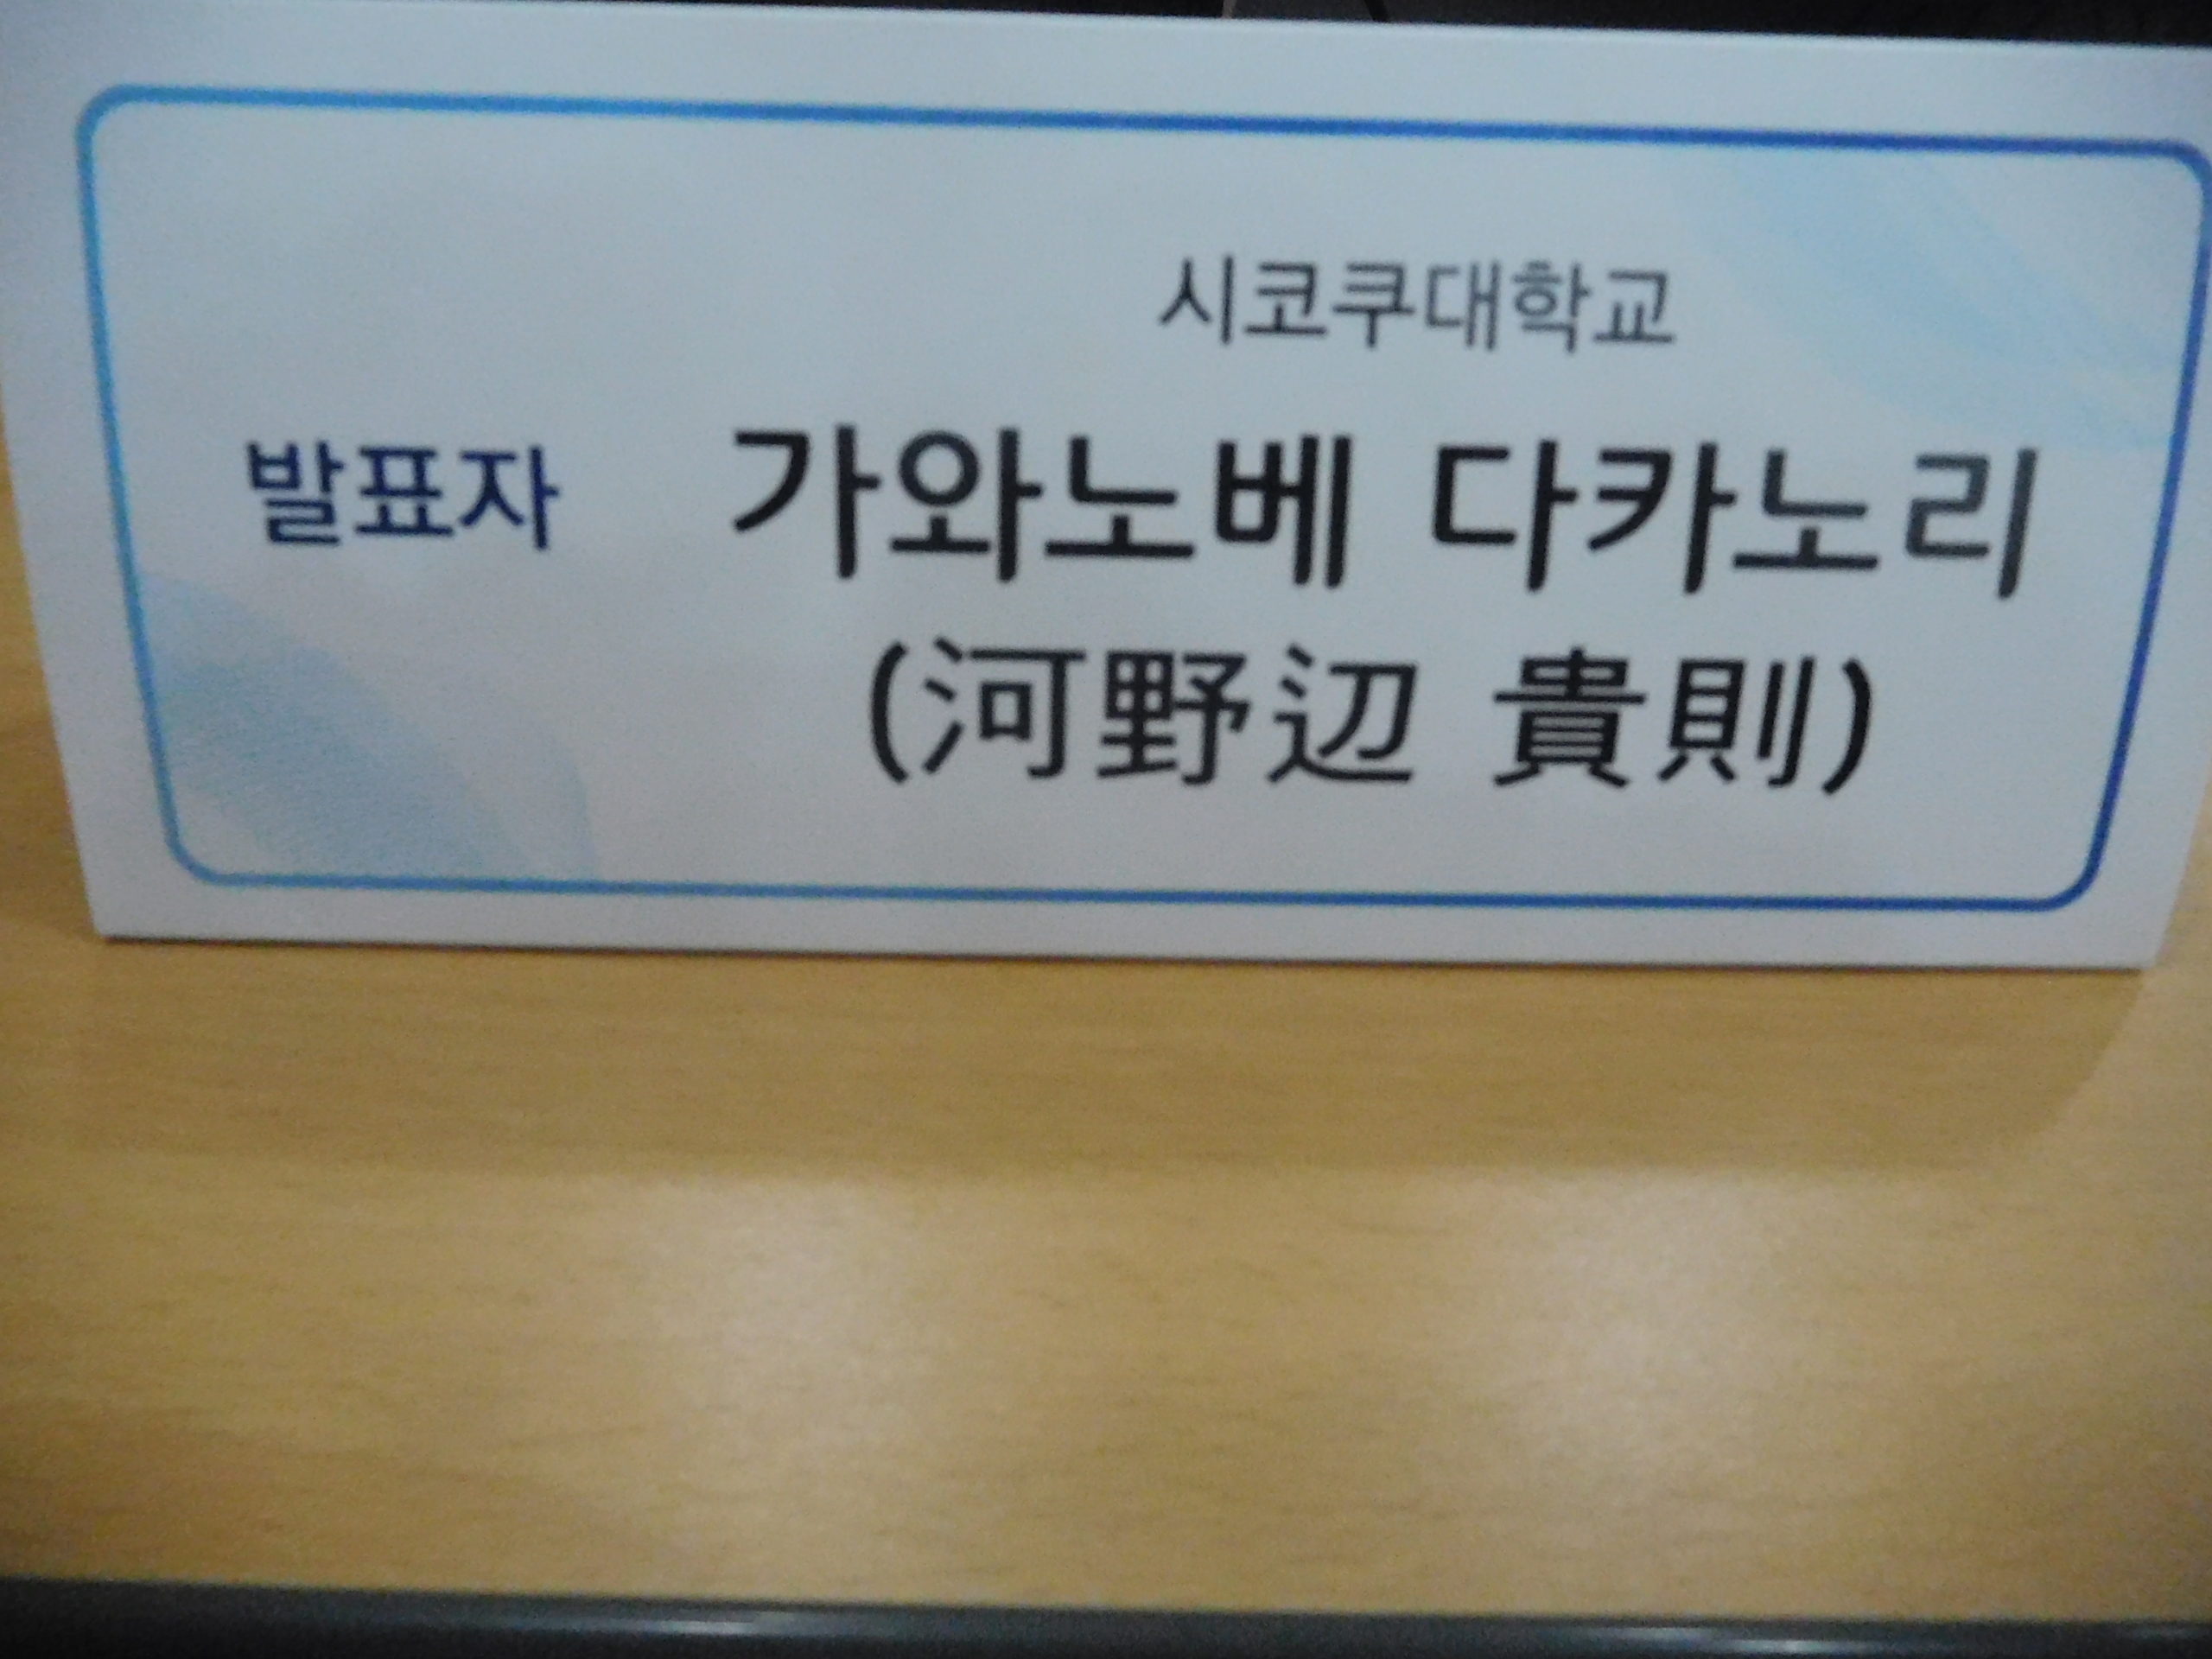 시코쿠대학교
발표자 가와노베 다카노리
(河野辺 貴則)